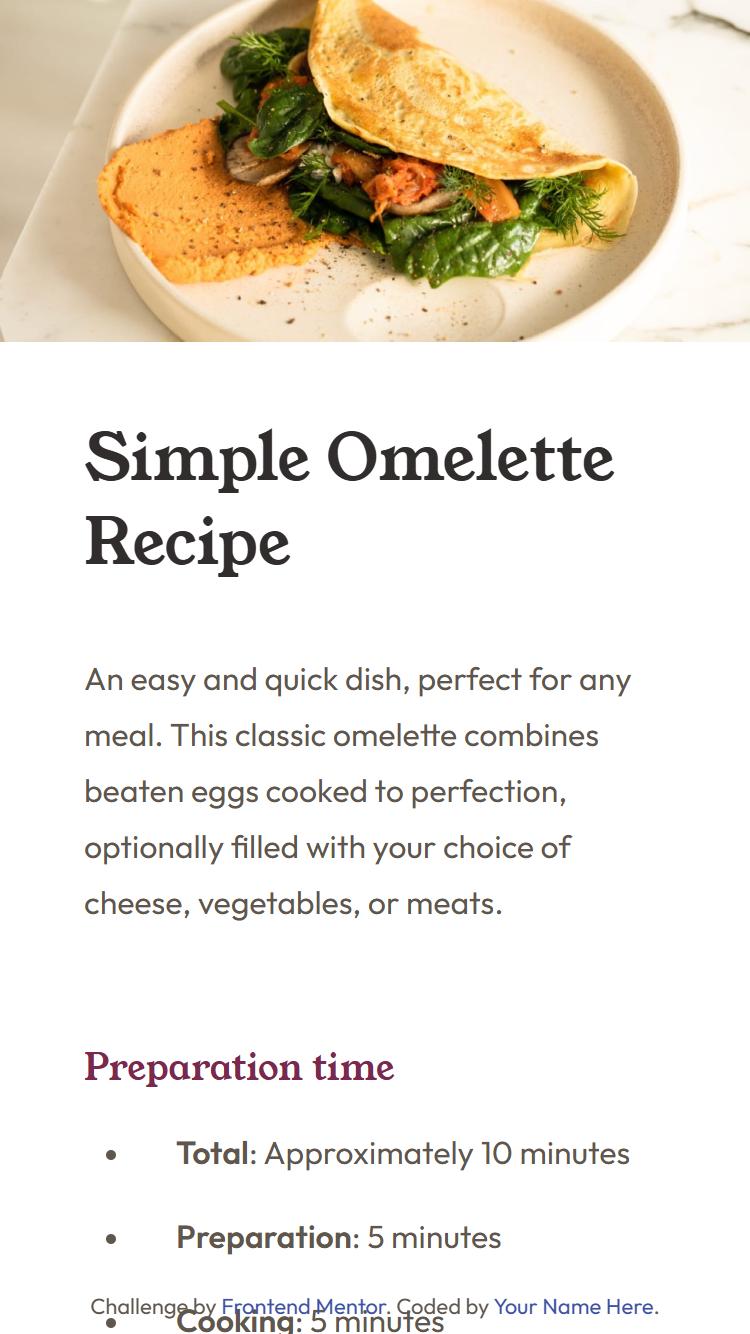 Simple Omelette
Recipe
An easy and quick dish, perfect for any
meal. This classic omelette combines
beaten eggs cooked to perfection,
optionally filled with your choice of
cheese, vegetables, or meats.
Preparation time
• Total: Approximately 10 minutes
• Preparation: 5 minutes
Challenge by Frontend Mentor. Coded by Your Name Here.
• Cooking: 5 minutes